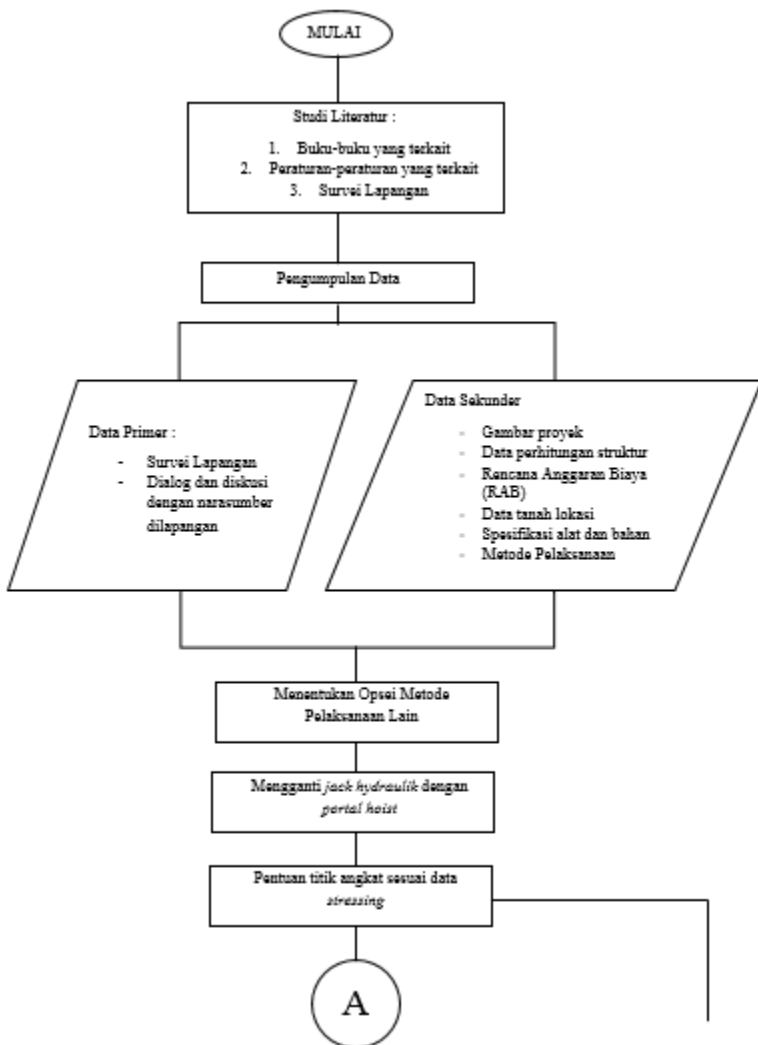 MULAI
Studi Literatur :
1. Buku-buku yang terkait
2. Peraturan-peraturan yang terkait
3. Survei Lapangan
Pengumpulan Data
Data Primer :
- Survei Lapangan
- Dialog dan diskusi
dengan narasumber
dilapangan
Data Sekunder
- Gambar proyek
- Data perhitungan struktur
- Rencana Anggaran Biaya
(RAB)
- Data tanah lokasi
- Spesifikasi alat dan bahan
- Metode Pelaksanaan
Menentukan Opsei Metode
Pelaksanaan Lain
Mengganti jack hydraulik dengan
portal hoist
Pentuan titik angkat sesuai data
stressing
A